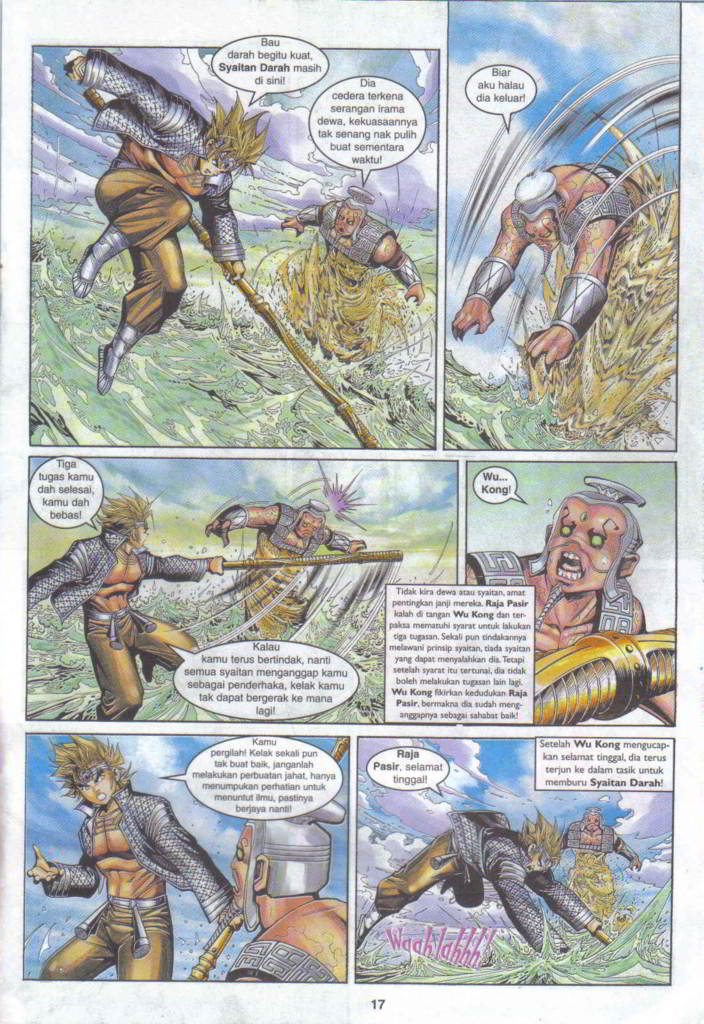 Bau
darah begitu kuat,
Syaitan Darah masih
di sini!
Dia
cedera terkena
serangan irama
dewa, kekuasaannya
tak senang nak pulih
buat sementara
waktu!
Biar
aku halau
dia keluar!
Tiga
tugas kamu
dah selesai,
kamu dah
bebas!
Kalau
kamu terus bertindak, nanti
semua syaitan menganggap kamu
sebagai penderhaka, kelak kamu
tak dapat bergerak ke mana
lagi!
Wu...
Kong!
Tidak kira dewa atau syaitan, amat
pentingkan janji mereka. Raja Pasir
kalah di tangan Wu Kong dan ter-
paksa mematuhi syarat untuk lakukan
tiga tugasan. Sekali pun tindakannya
melawani prinsip syaitan, tiada syaitan
yang dapat menyalahkan dia. Tetapi
setelah syarat itu tertunai, dia tidak
boleh melakukan tugasan lain lagi.
Wu Kong fikirkan kedudukan Raja
Pasir, bermakna dia sudah meng-
anggapnya sebagai sahabat baik!
Kamu
pergilah! Kelak sekali pun
tak buat baik, janganlah
melakukan perbuatan jahat, hanya
menumpukan perhatian untuk
menuntut ilmu, pastinya
berjaya nanti!
Raja
Pasir, selamat
tinggal!
Setelah Wu Kong mengucap-
kan selamat tinggal, dia terus
terjun ke dalam tasik untuk
memburu Syaitan Darah!
Waahlahhh!
17